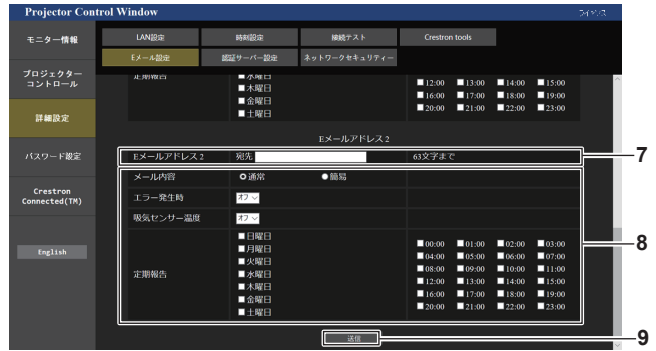 Projector Control Window
ライセンス
モニター情報
LAN設定 時刻設定 接続テスト Crestron tools
Eメール設定 認証サーバー設定 ネットワークセキュリティー
プロジェクター
コントロール
定期報告
■水曜日
■木曜日
■金曜日
■土曜日
12:00 13:00 14:00 15:00
16:00 17:00 18:00 19:00
20:00 21:00 22:00 23:00
詳細設定
Eメールアドレス 2
パスワード設定
Eメールアドレス 2 宛先 63文字まで
7
メール内容 通常 簡易
Crestron
Connected(TM)
エラー発生時 オフ
吸気センサー温度 オフ
English
定期報告
■日曜日
■月曜日
■火曜日
■水曜日
■木曜日
■金曜日
■土曜日
00:00 01:00 02:00 03:00
04:00 05:00 06:00 07:00
08:00 09:00 10:00 11:00
12:00 13:00 14:00 15:00
16:00 17:00 18:00 19:00
20:00 21:00 22:00 23:00
8
送信
9